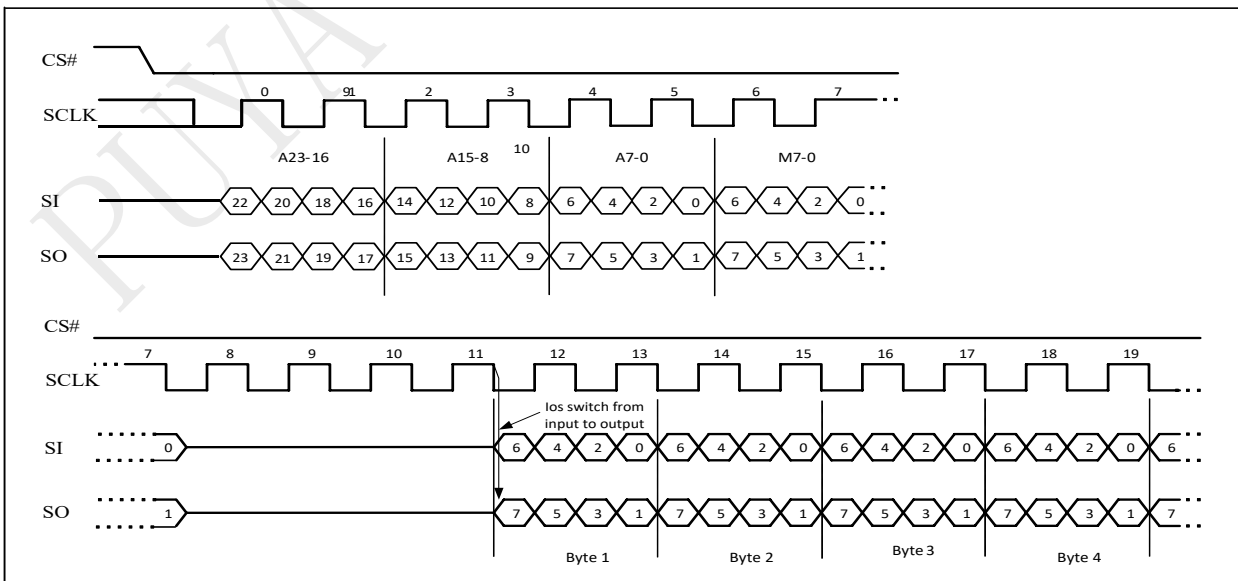 PUYA
CS#
0 91 2 3 4 5 6 7
SCLK
A23-16 A15-8 10 A7-0 M7-0
SI 22 20 18 16 14 12 10 8 6 4 2 0 6 4 2 0
SO 23 21 19 17 15 13 11 9 7 5 3 1 7 5 3 1
CS#
7 8 9 10 11 12 13 14 15 16 17 18 19
SCLK
Ios switch from
input to output
SI 0 6 4 2 0 6 4 2 0 6 4 2 0 6 4 2 0 6
SO 1 7 5 3 1 7 5 3 1 7 5 3 1 7 5 3 1 7
Byte 1 Byte 2 Byte 3 Byte 4